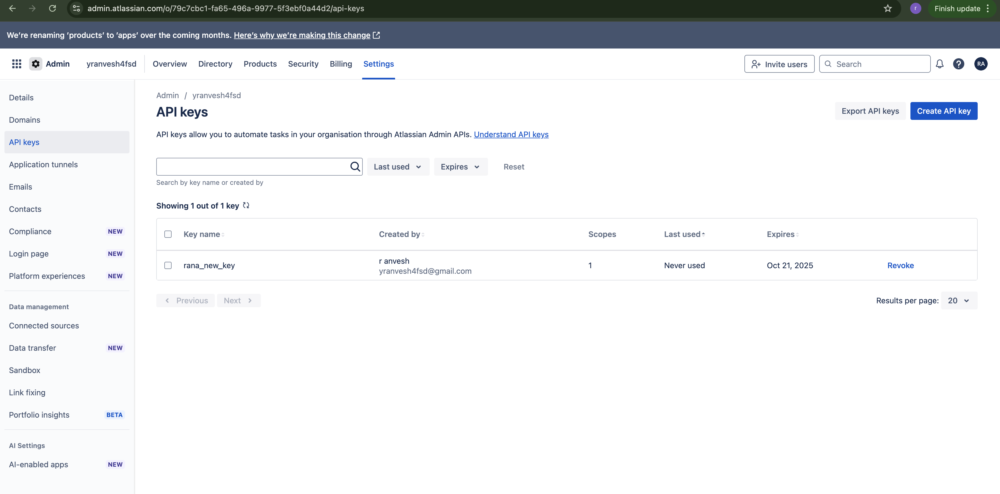 admin.atlassian.com/o/79c7cbc1-fa65-496a-9977-5f3ebf0a44d2/api-keys
r
Finish update
We’re renaming ‘products’ to ‘apps’ over the coming months. Here’s why we’re making this change
Admin
yranvesh4fsd
Overview
Directory
Products
Security
Billing
Settings
Invite users
Search
RA
Details
Domains
API keys
Application tunnels
Emails
Contacts
Compliance NEW
Login page NEW
Platform experiences NEW
Data management
Connected sources
Data transfer NEW
Sandbox
Link fixing
Portfolio insights BETA
AI Settings
AI-enabled apps NEW
Admin / yranvesh4fsd
API keys
Export API keys
Create API key
API keys allow you to automate tasks in your organisation through Atlassian Admin APIs. Understand API keys
Last used
Expires
Reset
Search by key name or created by
Showing 1 out of 1 key
Key name Created by Scopes Last used Expires
rana_new_key r anvesh 1 Never used Oct 21, 2025 Revoke
yranvesh4fsd@gmail.com
Previous
Next
Results per page: 20